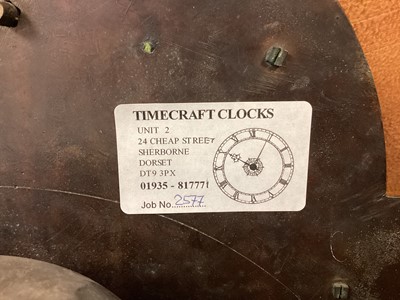 TIMECRAFT CLOCKS
UNIT 2
24 CHEAP STREET
SHERBORNE
DORSET
DT9 3PX
01935 - 817771
Job No. 2577